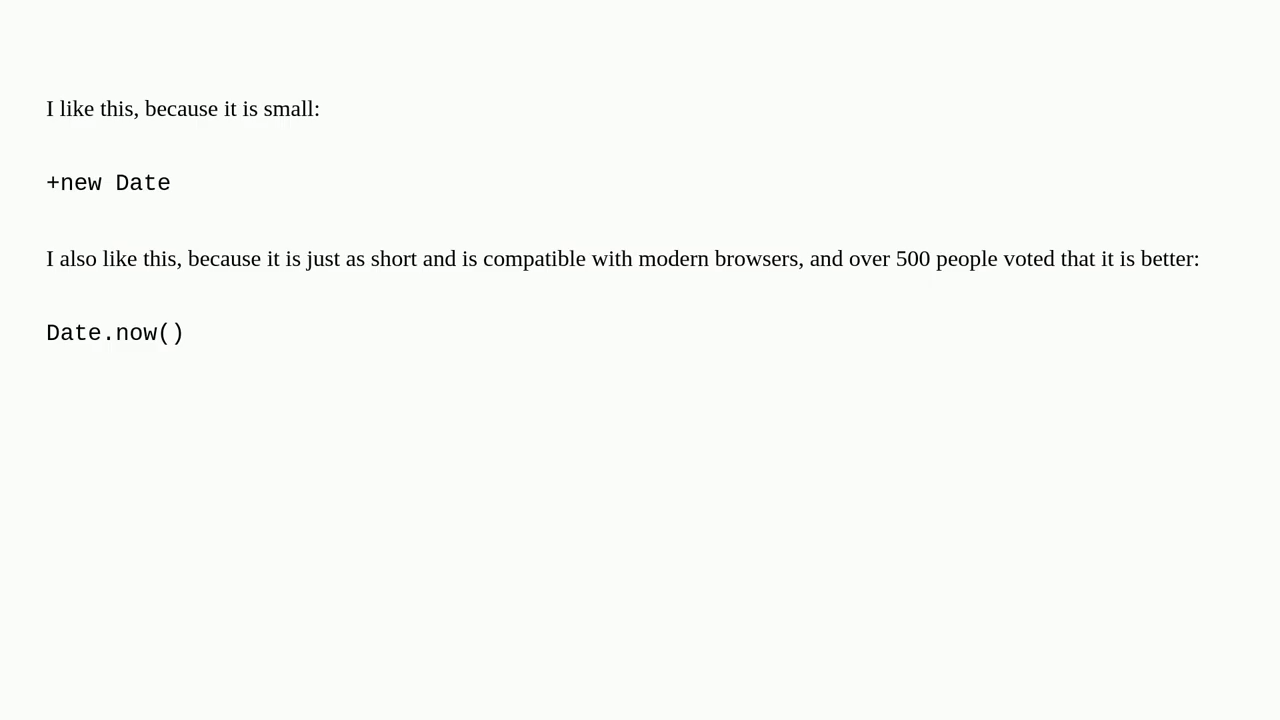 I like this, because it is small:
+new Date
I also like this, because it is just as short and is compatible with modern browsers, and over 500 people voted that it is better:
Date.now()